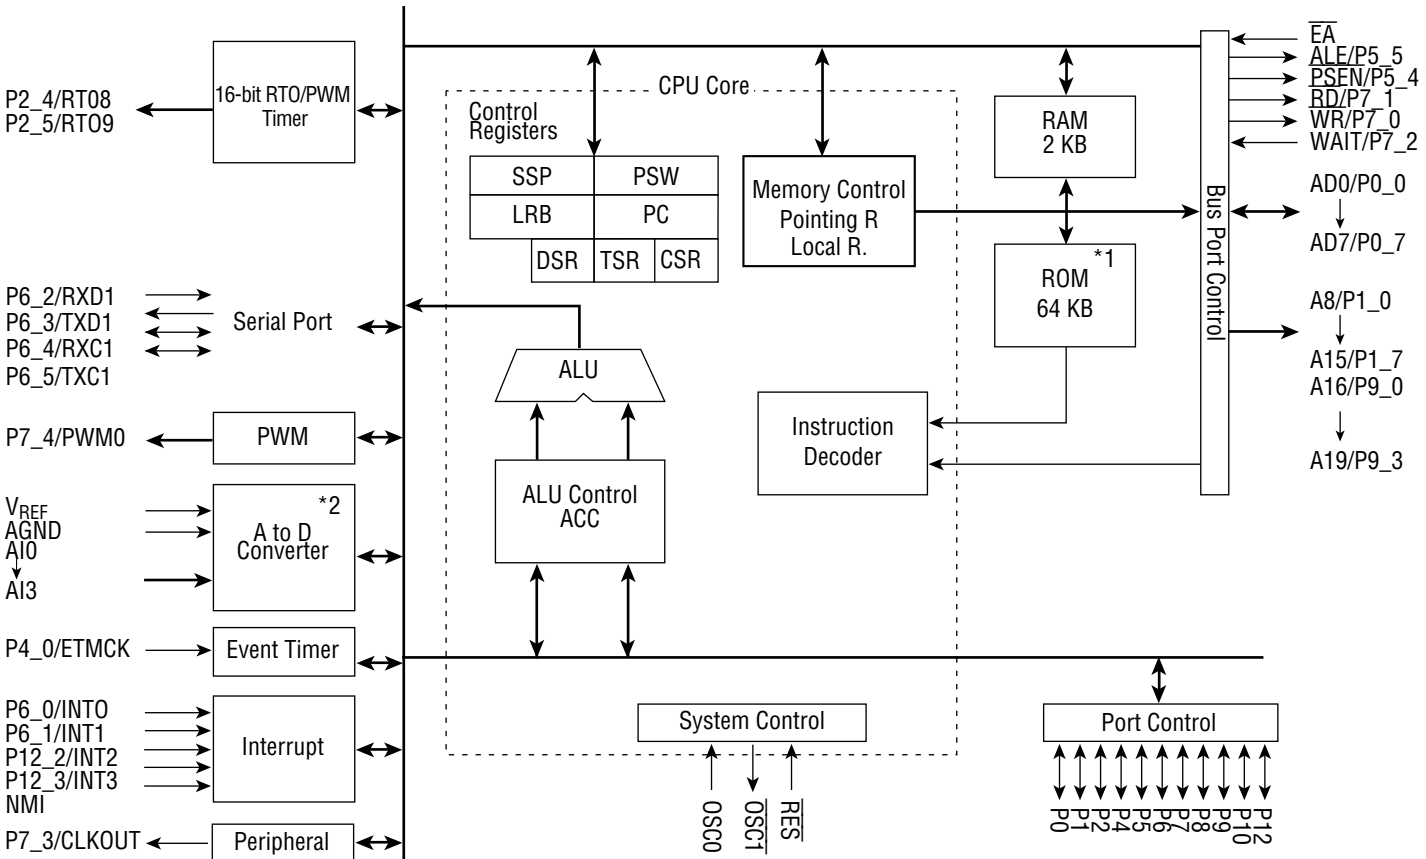 P2_4/RT08
P2_5/RTO9
16-bit RTO/PWM
Timer
P6_2/RXD1
P6_3/TXD1
P6_4/RXC1
P6_5/TXC1
Serial Port
P7_4/PWM0
PWM
VREF
AGND
AI0
AI3
*2
A to D
Converter
P4_0/ETMCK
Event Timer
P6_0/INTO
P6_1/INT1
P12_2/INT2
P12_3/INT3
NMI
Interrupt
P7_3/CLKOUT
Peripheral
CPU Core
Control
Registers
SSP
PSW
LRB
PC
DSR
TSR
CSR
ALU
ALU Control
ACC
Memory Control
Pointing R
Local R.
RAM
2 KB
*1
ROM
64 KB
Instruction
Decoder
System Control
OSC0
OSC1
RES
Bus Port Control
EA
ALE/P5_5
PSEN/P5_4
RD/P7_1
WR/P7_0
WAIT/P7_2
AD0/P0_0
AD7/P0_7
A8/P1_0
A15/P1_7
A16/P9_0
A19/P9_3
Port Control
P0
P1
P2
P4
P5
P6
P7
P8
P9
P10
P12